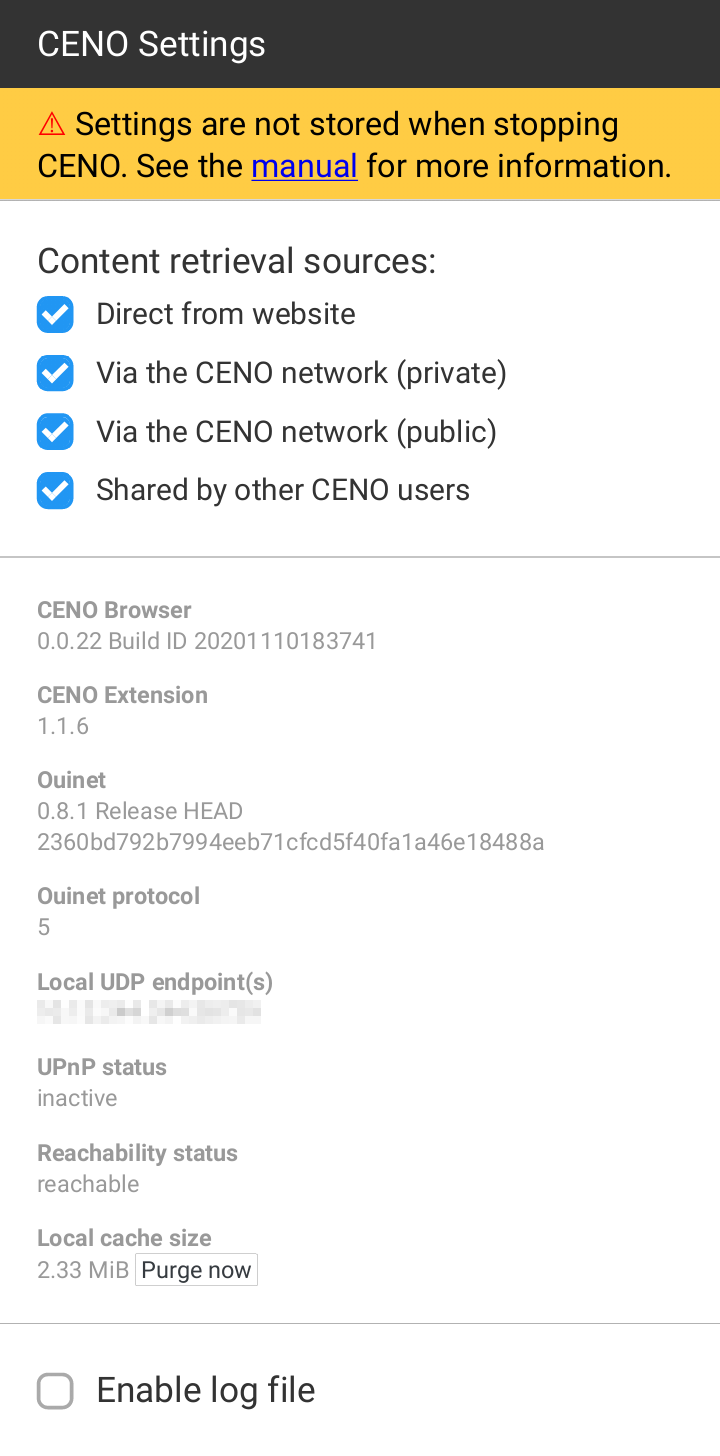 CENO Settings
⚠ Settings are not stored when stopping
CENO. See the manual for more information.
Content retrieval sources:
Direct from website
Via the CENO network (private)
Via the CENO network (public)
Shared by other CENO users
CENO Browser
0.0.22 Build ID 20201110183741
CENO Extension
1.1.6
Ouinet
0.8.1 Release HEAD
2360bd792b7994eeb71cfcd5f40fa1a46e18488a
Ouinet protocol
5
Local UDP endpoint(s)
UPnP status
inactive
Reachability status
reachable
Local cache size
2.33 MiB Purge now
Enable log file